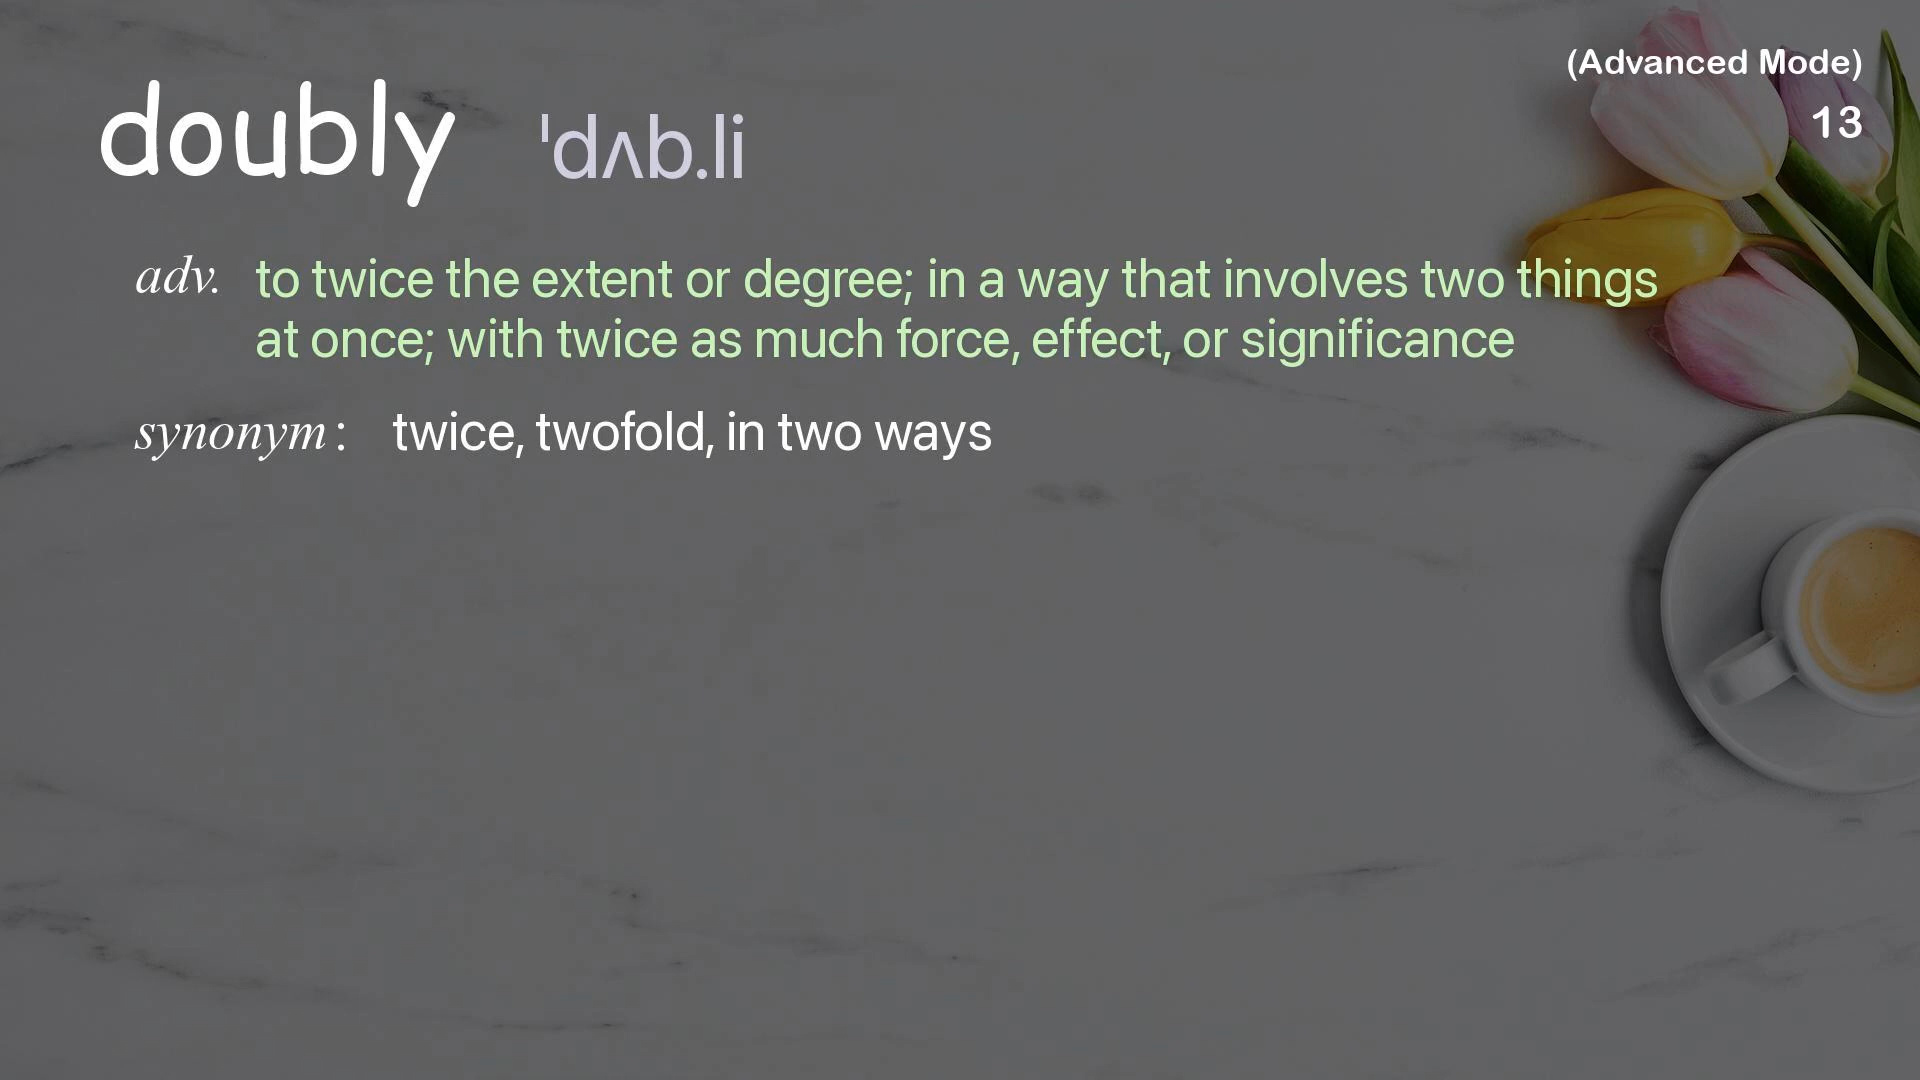 (Advanced Mode)
13
doubly ˈdʌb.li
adv. to twice the extent or degree; in a way that involves two things
at once; with twice as much force, effect, or significance
synonym: twice, twofold, in two ways